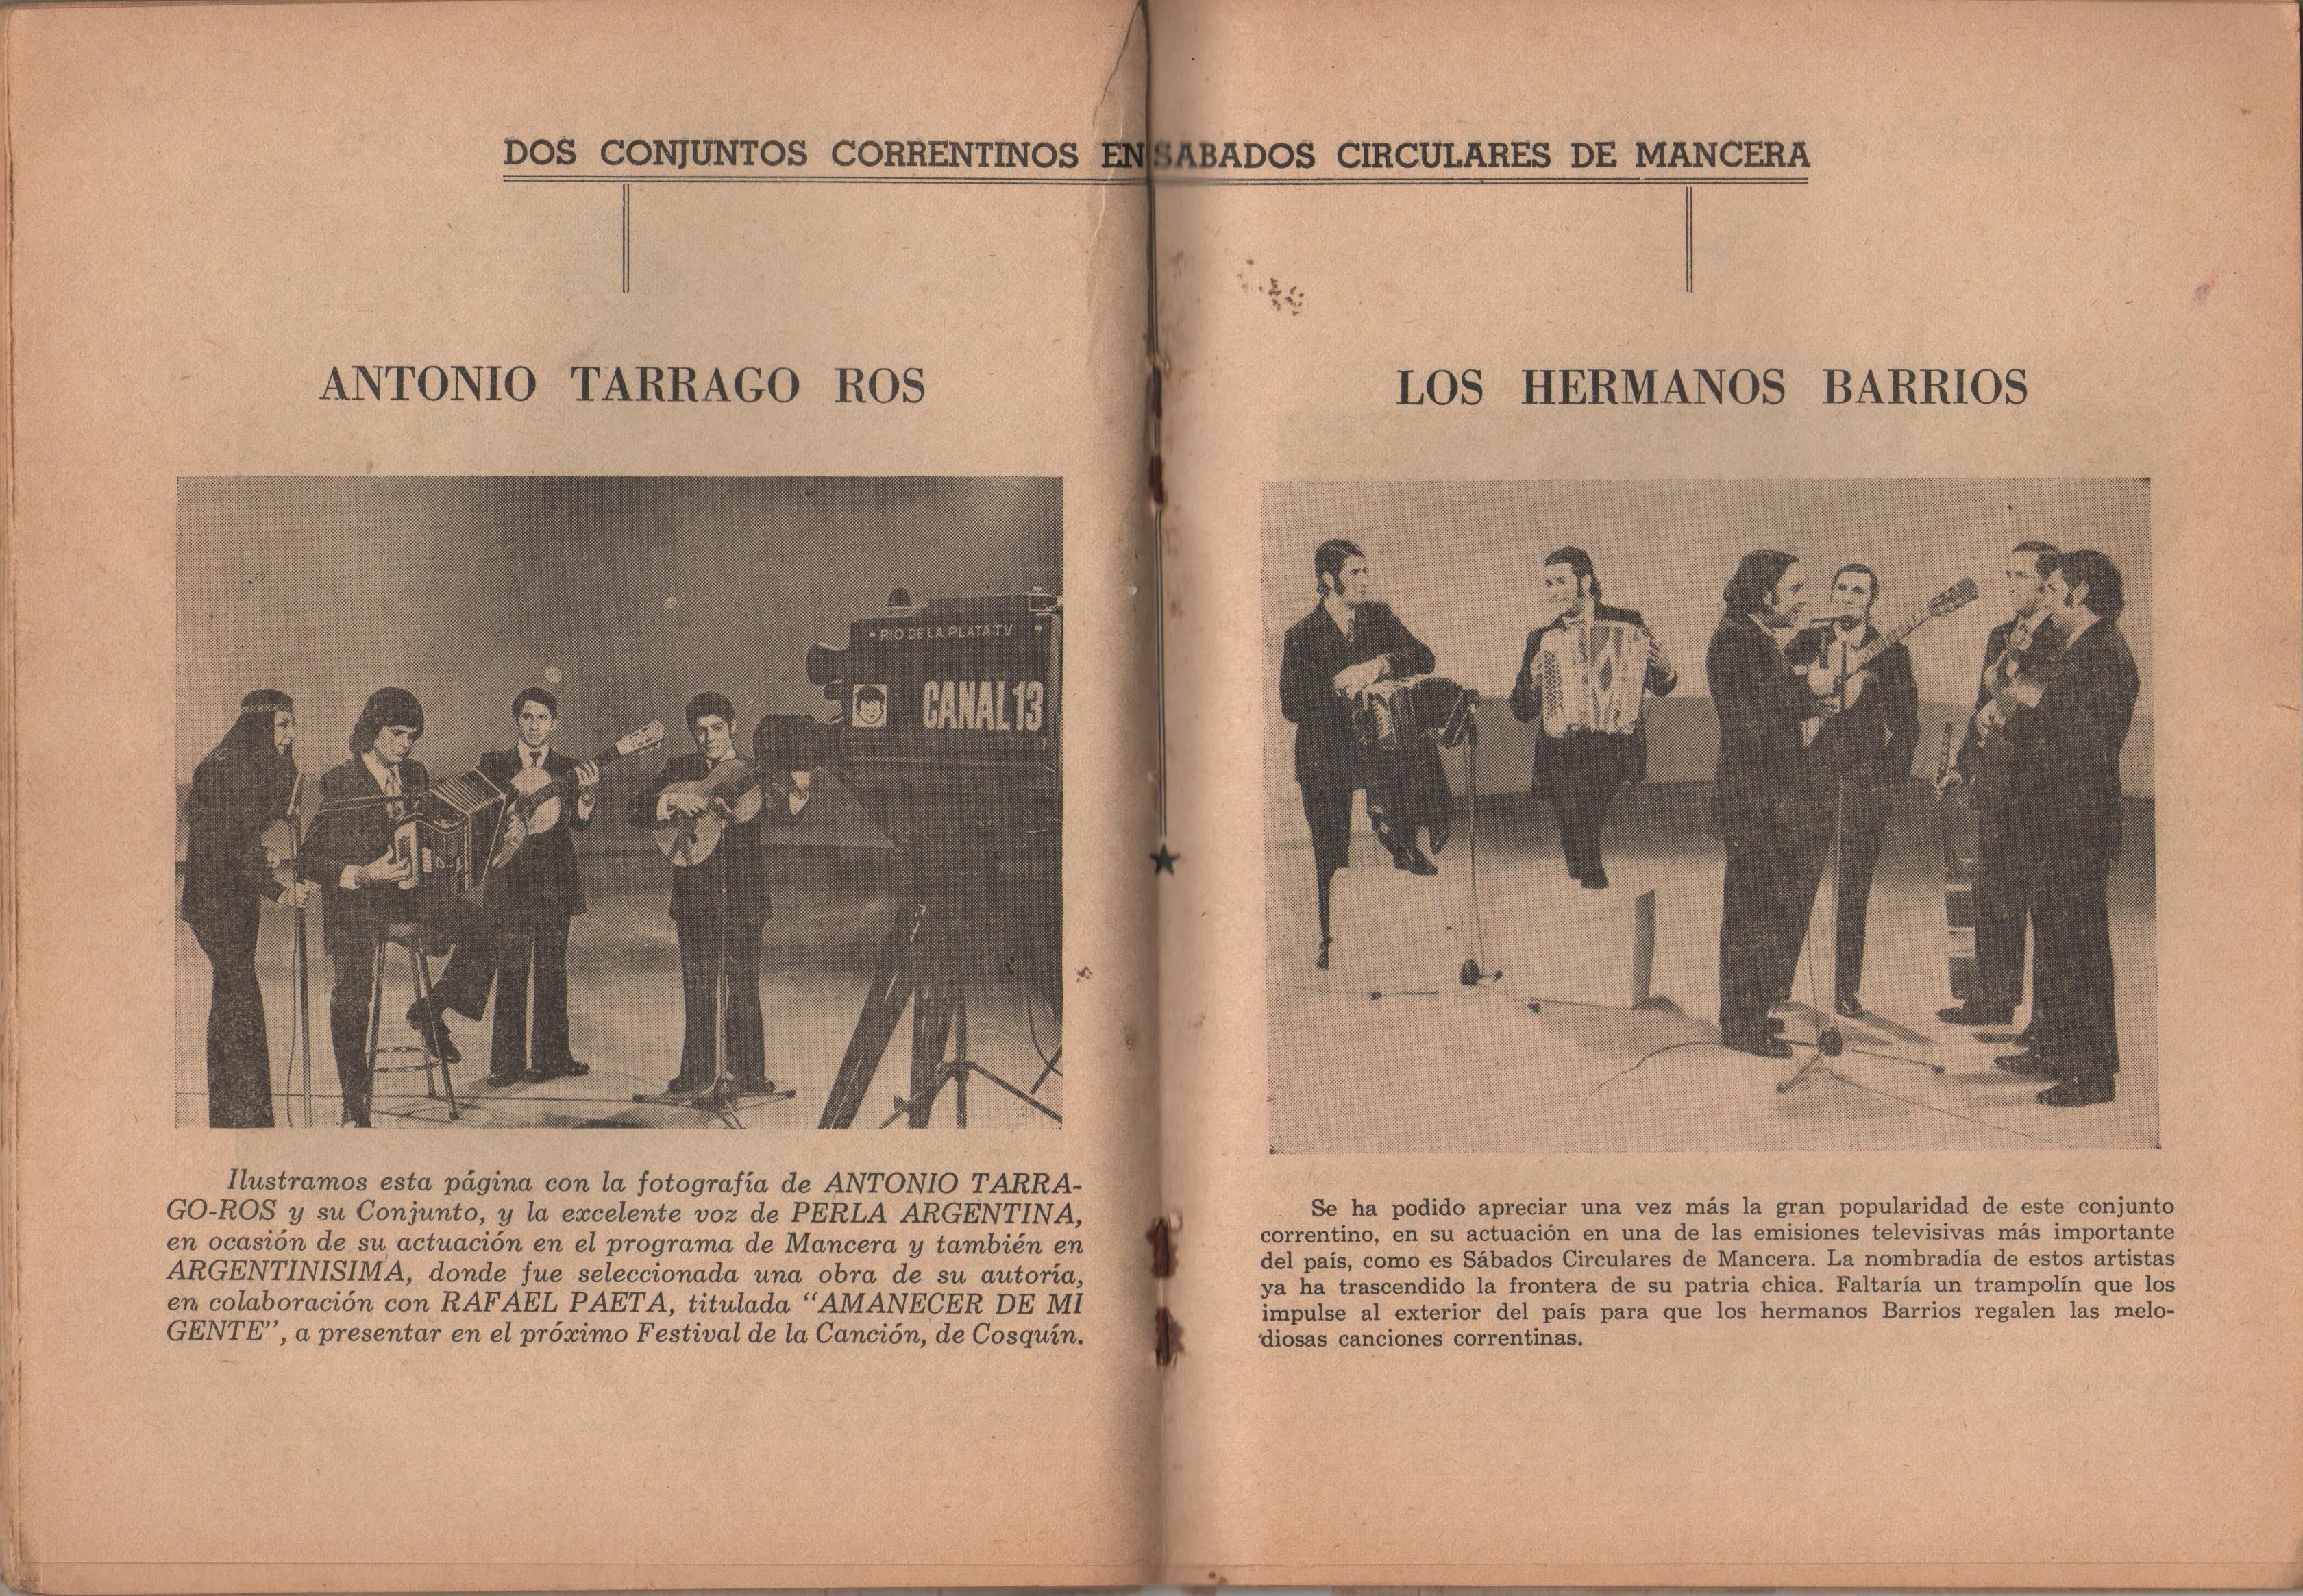 DOS CONJUNTOS CORRENTINOS EN SABADOS CIRCULARES DE MANCERA
ANTONIO TARRAGO ROS
RIO DE LA PLATA TV
CANAL 13
Ilustramos esta página con la fotografía de ANTONIO TARRA-
GO-ROS y su Conjunto, y la excelente voz de PERLA ARGENTINA,
en ocasión de su actuación en el programa de Mancera y también en
ARGENTINISIMA, donde fue seleccionada una obra de su autoría,
en colaboración con RAFAEL PAETA, titulada “AMANECER DE MI
GENTE”, a presentar en el próximo Festival de la Canción, de Cosquín.
LOS HERMANOS BARRIOS
Se ha podido apreciar una vez más la gran popularidad de este conjunto
correntino, en su actuación en una de las emisiones televisivas más importante
del país, como es Sábados Circulares de Mancera. La nombradía de estos artistas
ya ha trascendido la frontera de su patria chica. Faltaría un trampolín que los
impulse al exterior del país para que los hermanos Barrios regalen las melo-
diosas canciones correntinas.